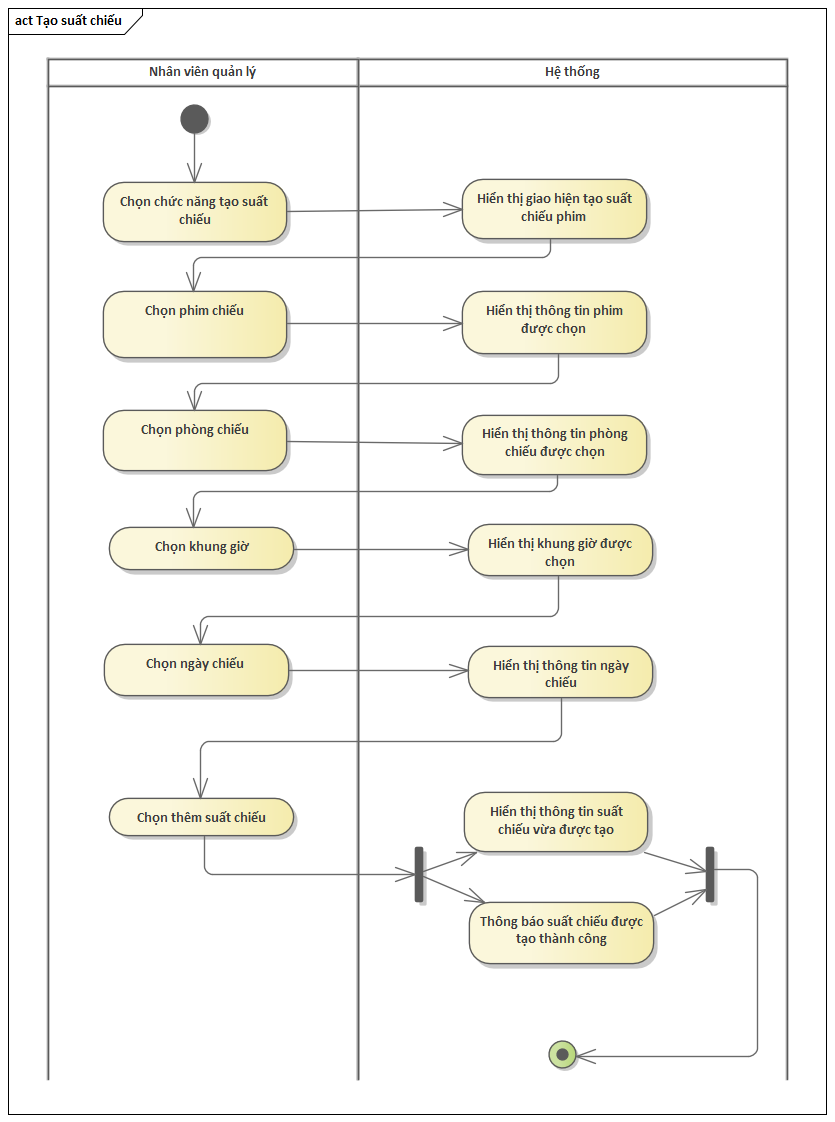 act Tạo suất chiếu
Nhân viên quản lý
Hệ thống
Chọn chức năng tạo suất
chiếu
Hiển thị giao hiện tạo suất
chiếu phim
Chọn phim chiếu
Hiển thị thông tin phim
được chọn
Chọn phòng chiếu
Hiển thị thông tin phòng
chiếu được chọn
Chọn khung giờ
Hiển thị khung giờ được
chọn
Chọn ngày chiếu
Hiển thị thông tin ngày
chiếu
Chọn thêm suất chiếu
Hiển thị thông tin suất
chiếu vừa được tạo
Thông báo suất chiếu được
tạo thành công